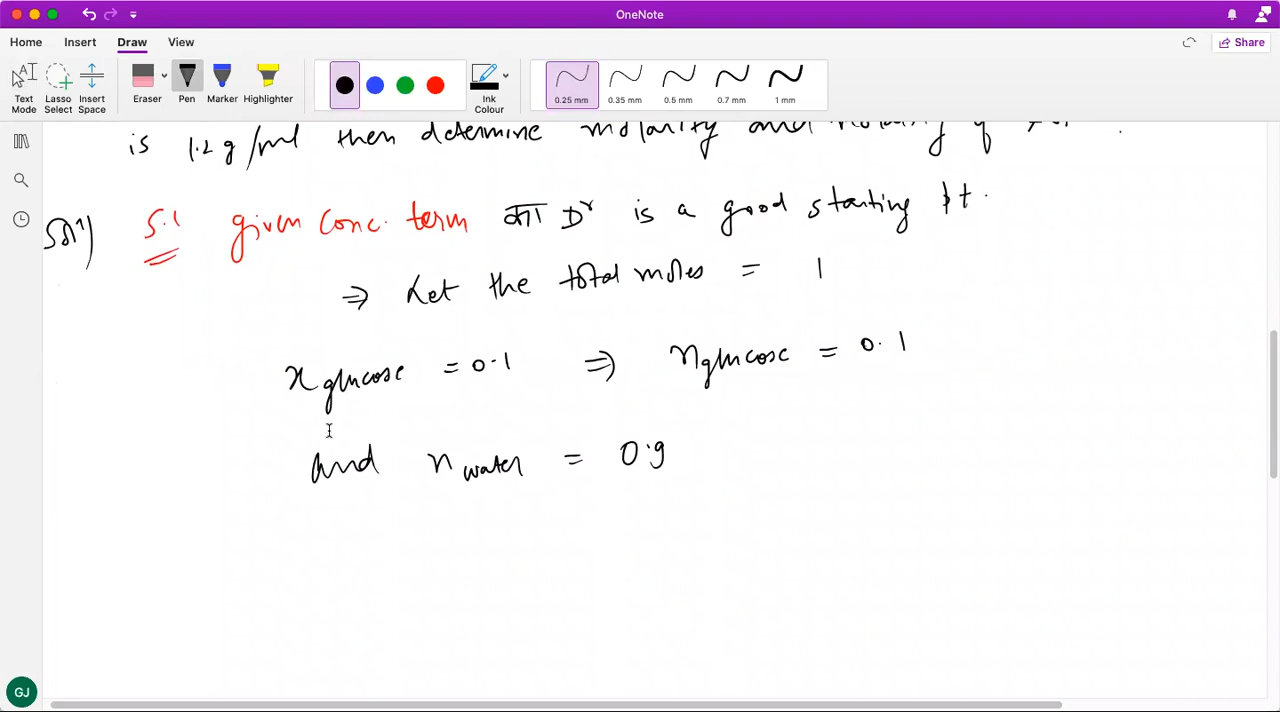 OneNote
Home Insert Draw View
Share
Text Mode
Lasso Select
Insert Space
Eraser
Pen
Marker
Highlighter
Ink Colour
0.25 mm 0.35 mm 0.5 mm 0.7 mm 1 mm
is 1.2 g/ml then determine molarity and
Solⁿ) S.1 given conc. term का Dʳ is a good starting pt.
⇒ Let the total moles = 1
x glucose = 0.1 ⇒ n glucose = 0.1
and n water = 0.9
GJ